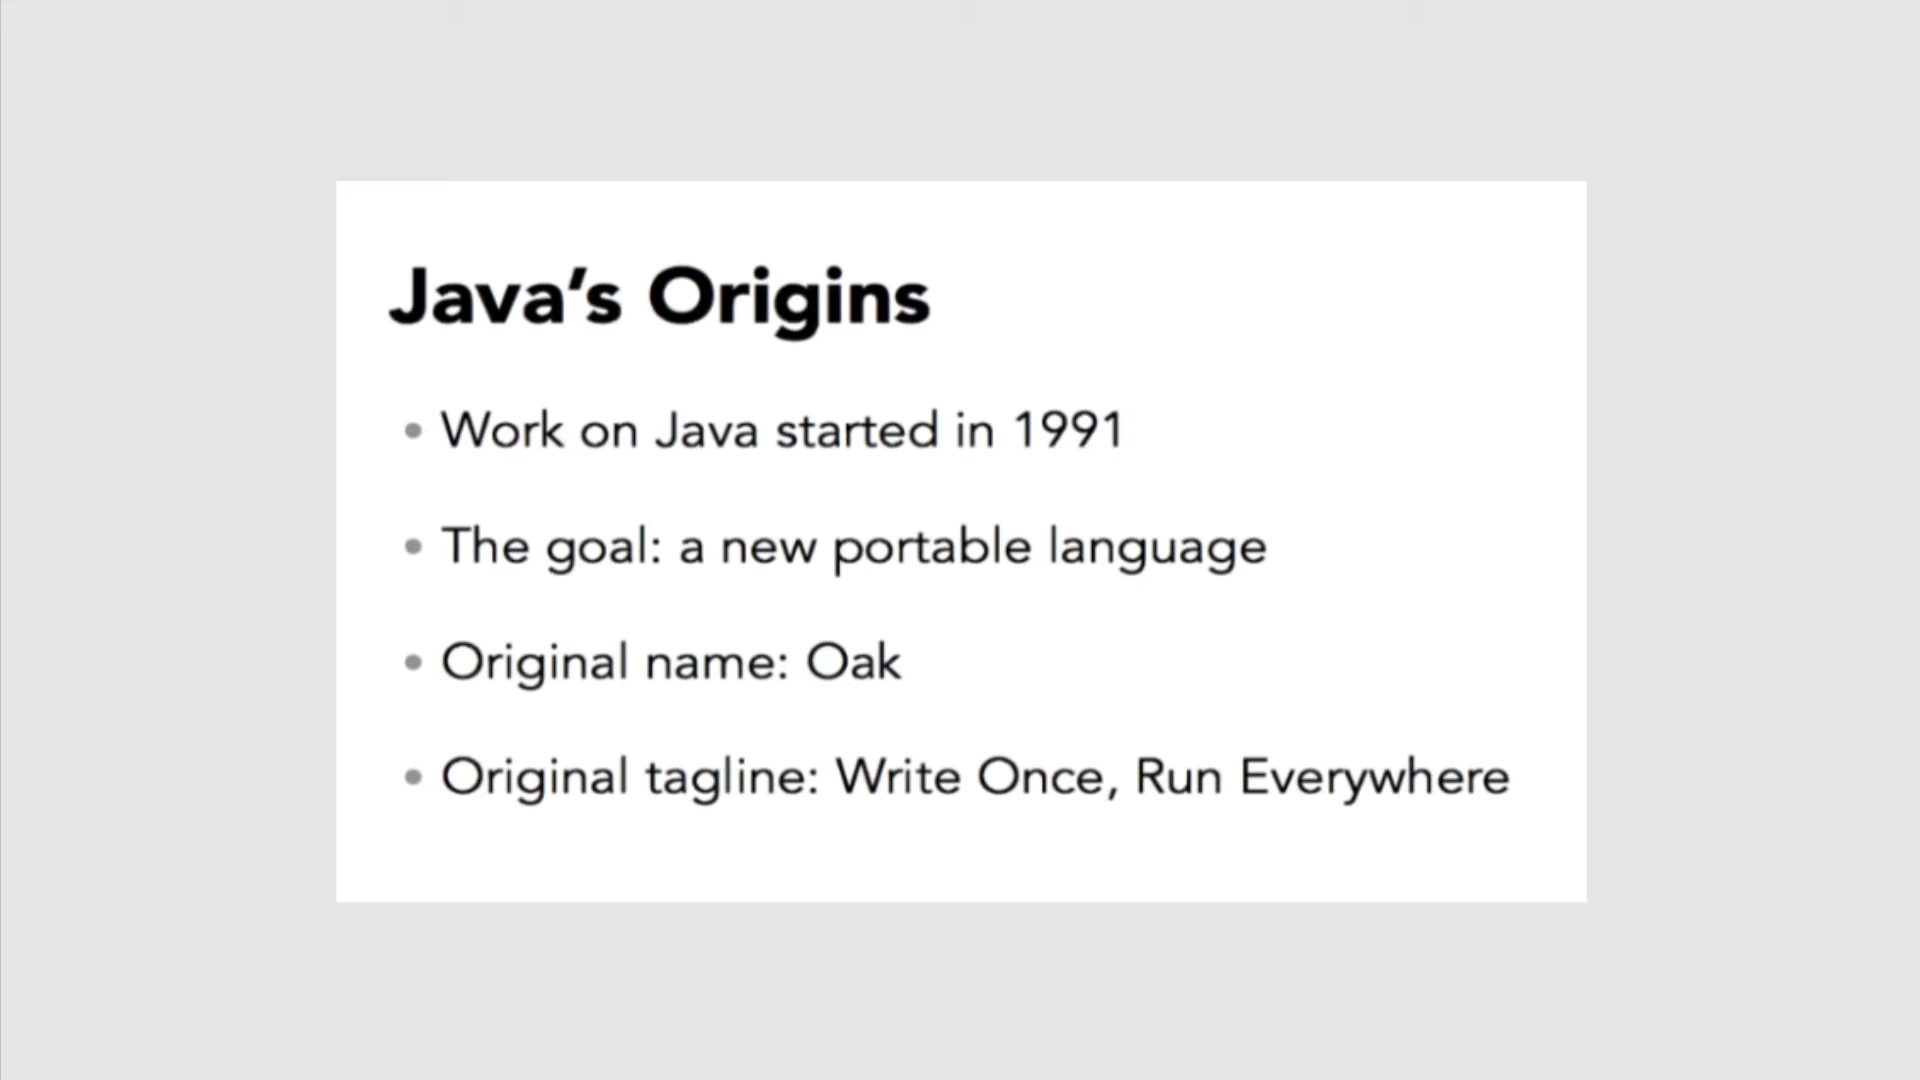 Java’s Origins
• Work on Java started in 1991
• The goal: a new portable language
• Original name: Oak
• Original tagline: Write Once, Run Everywhere